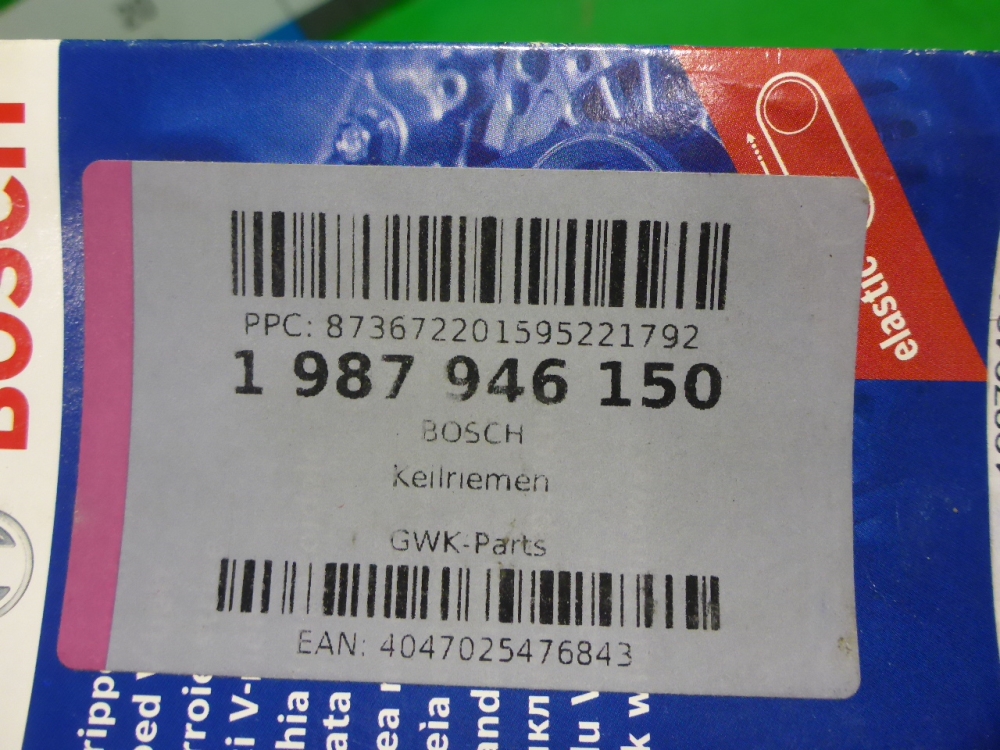 BOSCH
elastic
PPC: 873672201595221792
1 987 946 150
BOSCH
Keilriemen
GWK-Parts
EAN: 4047025476843